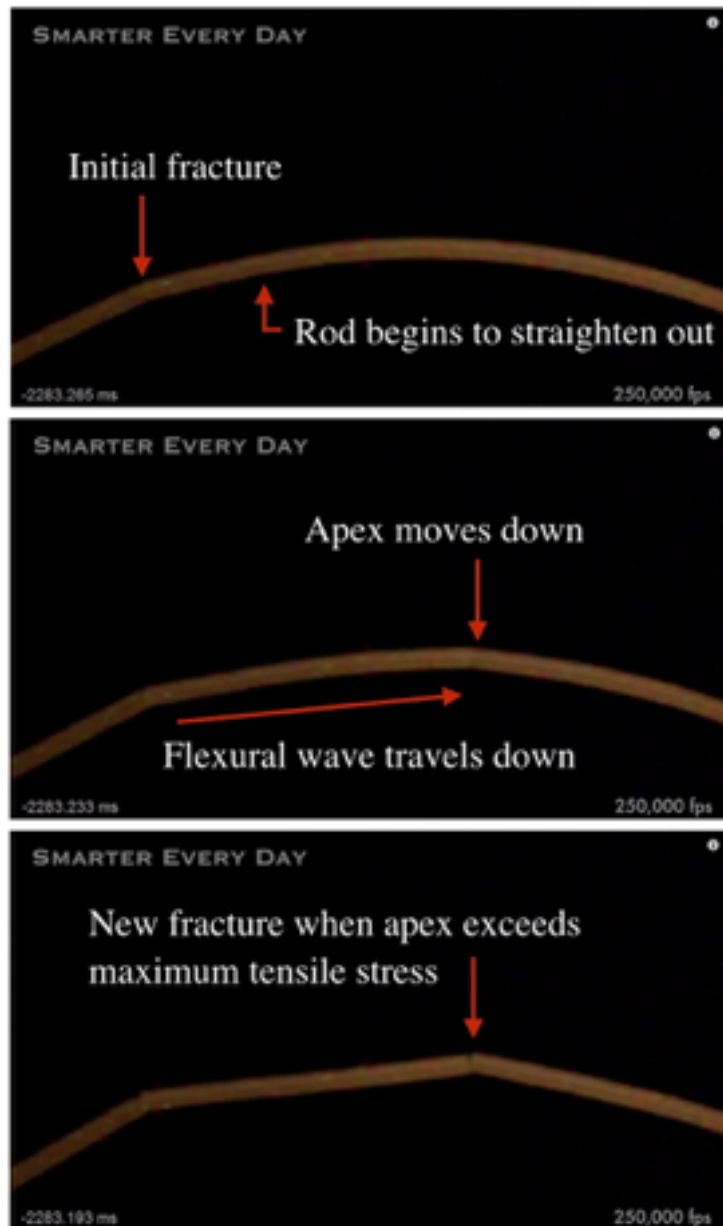 SMARTER EVERY DAY
Initial fracture
Rod begins to straighten out
-2283.265 ms
250,000 fps
SMARTER EVERY DAY
Apex moves down
Flexural wave travels down
-2283.233 ms
250,000 fps
SMARTER EVERY DAY
New fracture when apex exceeds
maximum tensile stress
-2283.193 ms
250,000 fps